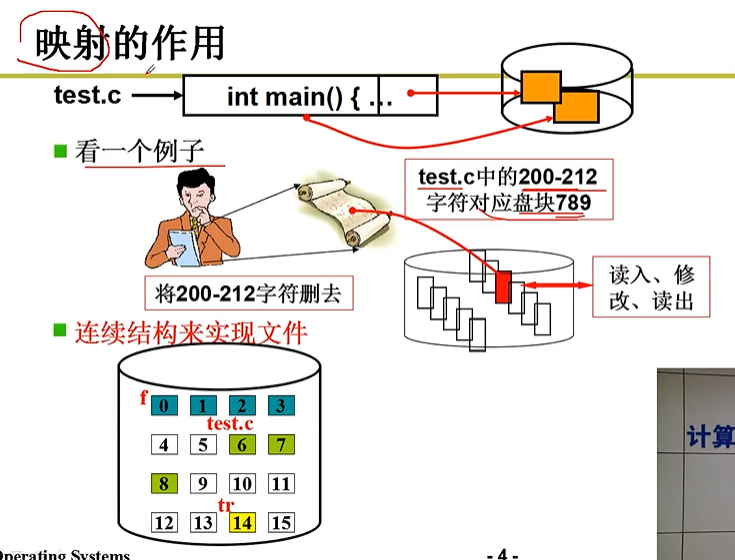 映射的作用
test.c
int main() { ...
看一个例子
test.c中的200-212
字符对应盘块789
将200-212字符删去
读入、修
改、读出
连续结构来实现文件
f
0 1 2 3
test.c
4 5 6 7
8 9 10 11
tr
12 13 14 15
计算
Operating Systems
- 4 -